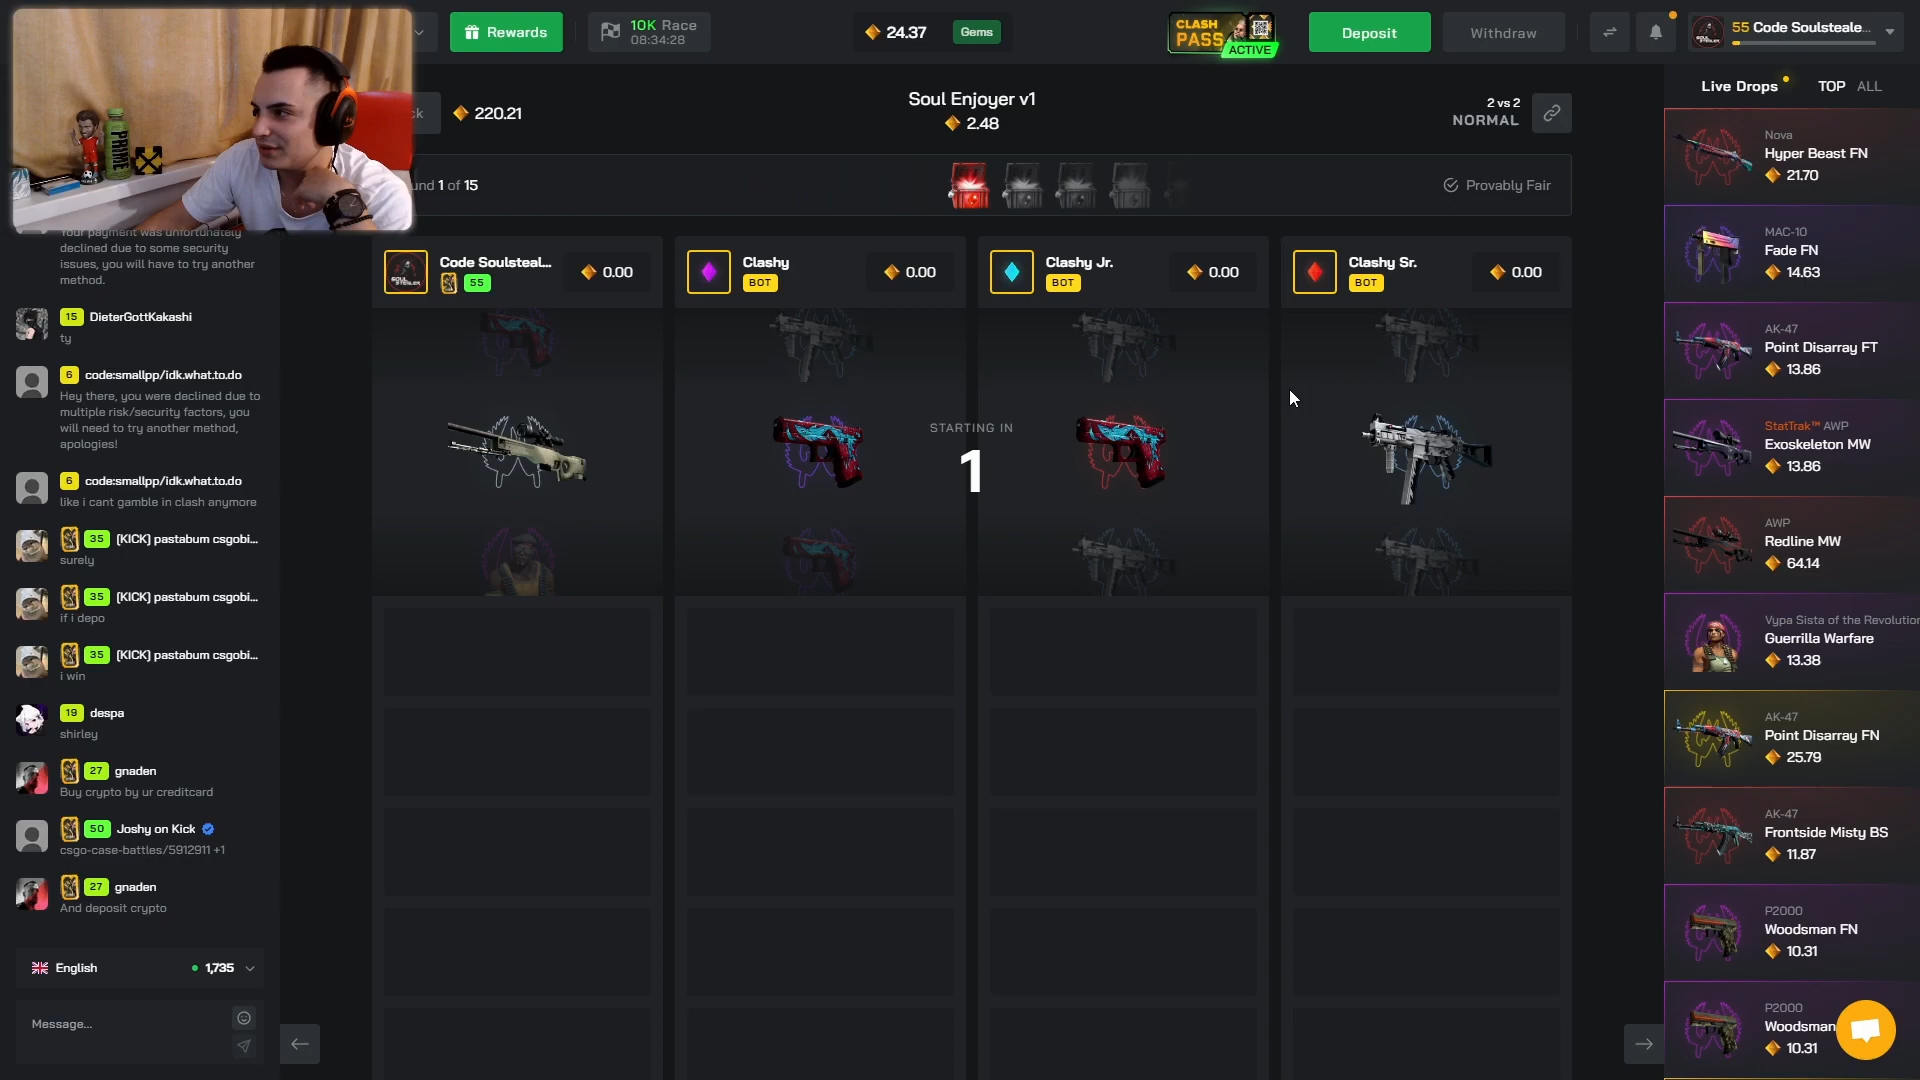 Rewards
10K Race
08:34:28
24.37
Gems
CLASH
PASS
ACTIVE
Deposit
Withdraw
55 Code Soulsteale...
PRIME
ck
220.21
Soul Enjoyer v1
2.48
2 vs 2
NORMAL
und 1 of 15
Provably Fair
Live Drops
TOP
ALL
Your payment was unfortunately
declined due to some security
issues, you will have to try another
method.
15 DieterGottKakashi
ty
6 code:smallpp/idk.what.to.do
Hey there, you were declined due to
multiple risk/security factors, you
will need to try another method,
apologies!
6 code:smallpp/idk.what.to.do
like i cant gamble in clash anymore
35 [KICK] pastabum csgobi...
surely
35 [KICK] pastabum csgobi...
if i depo
35 [KICK] pastabum csgobi...
i win
19 despa
shirley
27 gnaden
Buy crypto by ur creditcard
50 Joshy on Kick
csgo-case-battles/5912911 +1
27 gnaden
And deposit crypto
English
1,735
Message...
Code Soulsteal...
55
0.00
Clashy
BOT
0.00
Clashy Jr.
BOT
0.00
Clashy Sr.
BOT
0.00
STARTING IN
1
Nova
Hyper Beast FN
21.70
MAC-10
Fade FN
14.63
AK-47
Point Disarray FT
13.86
StatTrak™ AWP
Exoskeleton MW
13.86
AWP
Redline MW
64.14
Vypa Sista of the Revolution
Guerrilla Warfare
13.38
AK-47
Point Disarray FN
25.79
AK-47
Frontside Misty BS
11.87
P2000
Woodsman FN
10.31
P2000
Woodsman
10.31